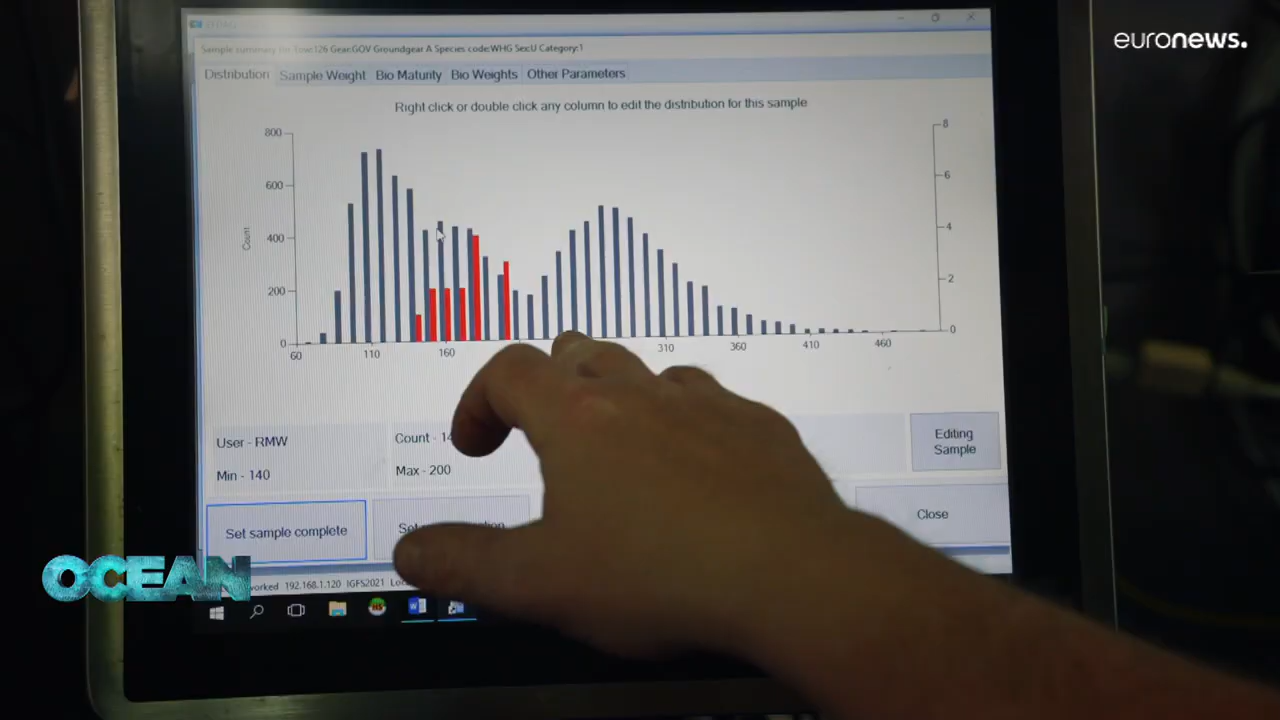 euronews.
Sample summary for Tow:126 Gear:GOV Groundgear A Species code:WHG Sex:U Category:1
Distribution Sample Weight Bio Maturity Bio Weights Other Parameters
Right click or double click any column to edit the distribution for this sample
800
600
400
200
0
Count
8
6
4
2
0
60 110 160 310 360 410 460
User - RMW
Count - 14
Min - 140
Max - 200
Editing
Sample
Set sample complete
Close
OCEAN
192.168.1.120 IGFS2021